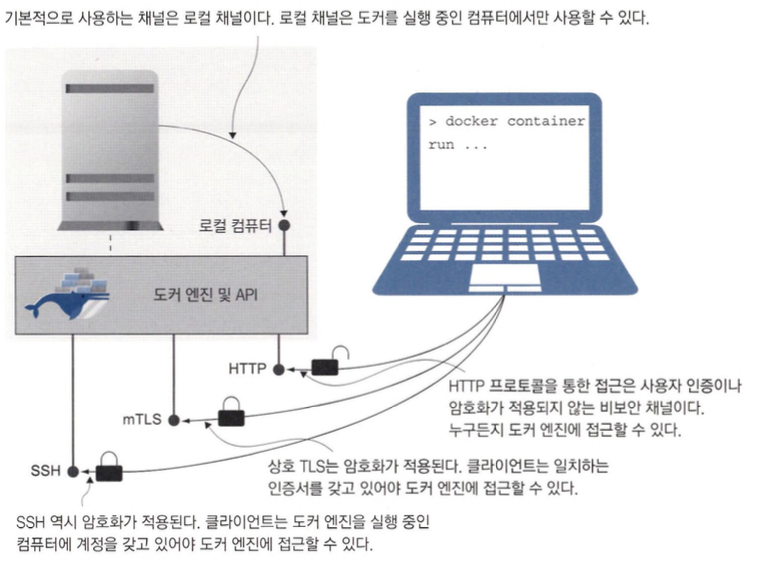 기본적으로 사용하는 채널은 로컬 채널이다. 로컬 채널은 도커를 실행 중인 컴퓨터에서만 사용할 수 있다.
> docker container
run ...
로컬 컴퓨터
도커 엔진 및 API
HTTP
HTTP 프로토콜을 통한 접근은 사용자 인증이나
암호화가 적용되지 않는 비보안 채널이다.
누구든지 도커 엔진에 접근할 수 있다.
mTLS
상호 TLS는 암호화가 적용된다. 클라이언트는 일치하는
인증서를 갖고 있어야 도커 엔진에 접근할 수 있다.
SSH
SSH 역시 암호화가 적용된다. 클라이언트는 도커 엔진을 실행 중인
컴퓨터에 계정을 갖고 있어야 도커 엔진에 접근할 수 있다.